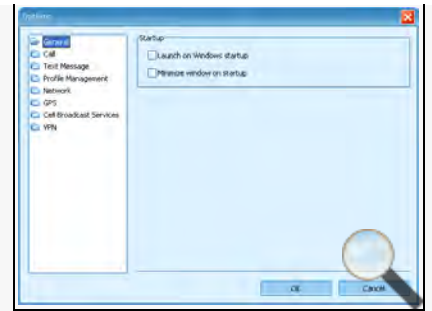 Options
General
Call
Text Message
Profile Management
Network
GPS
Cell Broadcast Services
VPN
Startup
Launch on Windows startup
Minimize window on startup
OK
Cancel